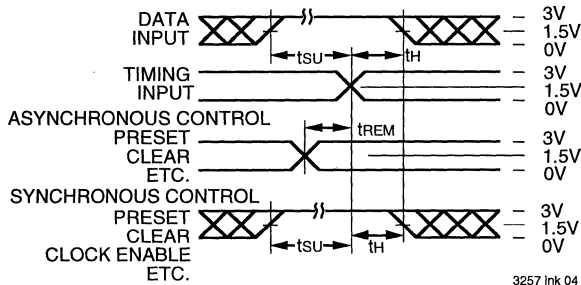 DATA
INPUT
3V
1.5V
0V
tSU
tH
TIMING
INPUT
3V
1.5V
0V
ASYNCHRONOUS CONTROL
PRESET
CLEAR
ETC.
tREM
3V
1.5V
0V
SYNCHRONOUS CONTROL
PRESET
CLEAR
CLOCK ENABLE
ETC.
tSU
tH
3V
1.5V
0V
3257 lnk 04